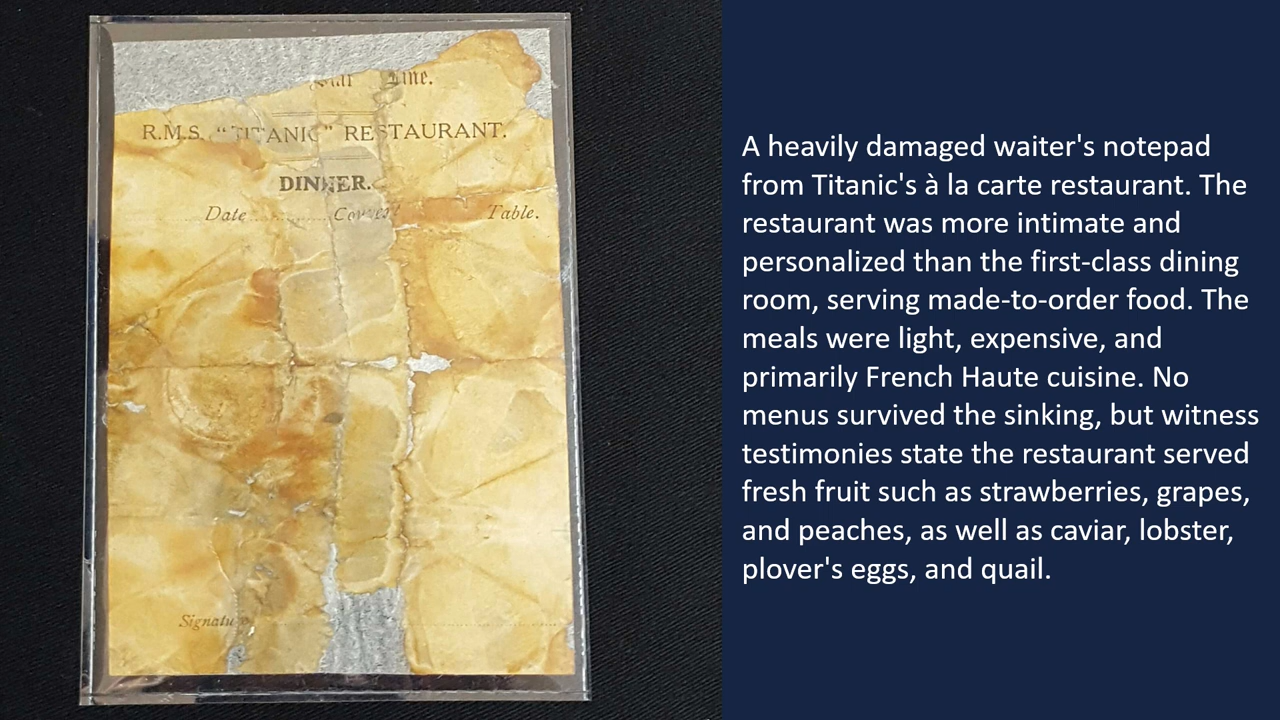 Star Line.
R.M.S. "TITANIC" RESTAURANT.
DINNER.
Date Covers Table.
Signature
A heavily damaged waiter's notepad
from Titanic's à la carte restaurant. The
restaurant was more intimate and
personalized than the first-class dining
room, serving made-to-order food. The
meals were light, expensive, and
primarily French Haute cuisine. No
menus survived the sinking, but witness
testimonies state the restaurant served
fresh fruit such as strawberries, grapes,
and peaches, as well as caviar, lobster,
plover's eggs, and quail.